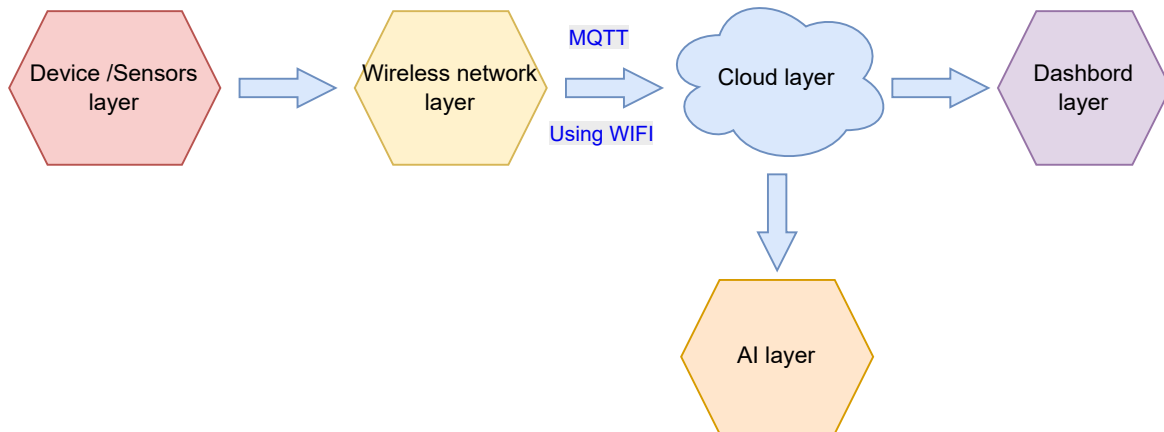 Device /Sensors
layer
Wireless network
layer
MQTT
Using WIFI
Cloud layer
Dashbord
layer
AI layer